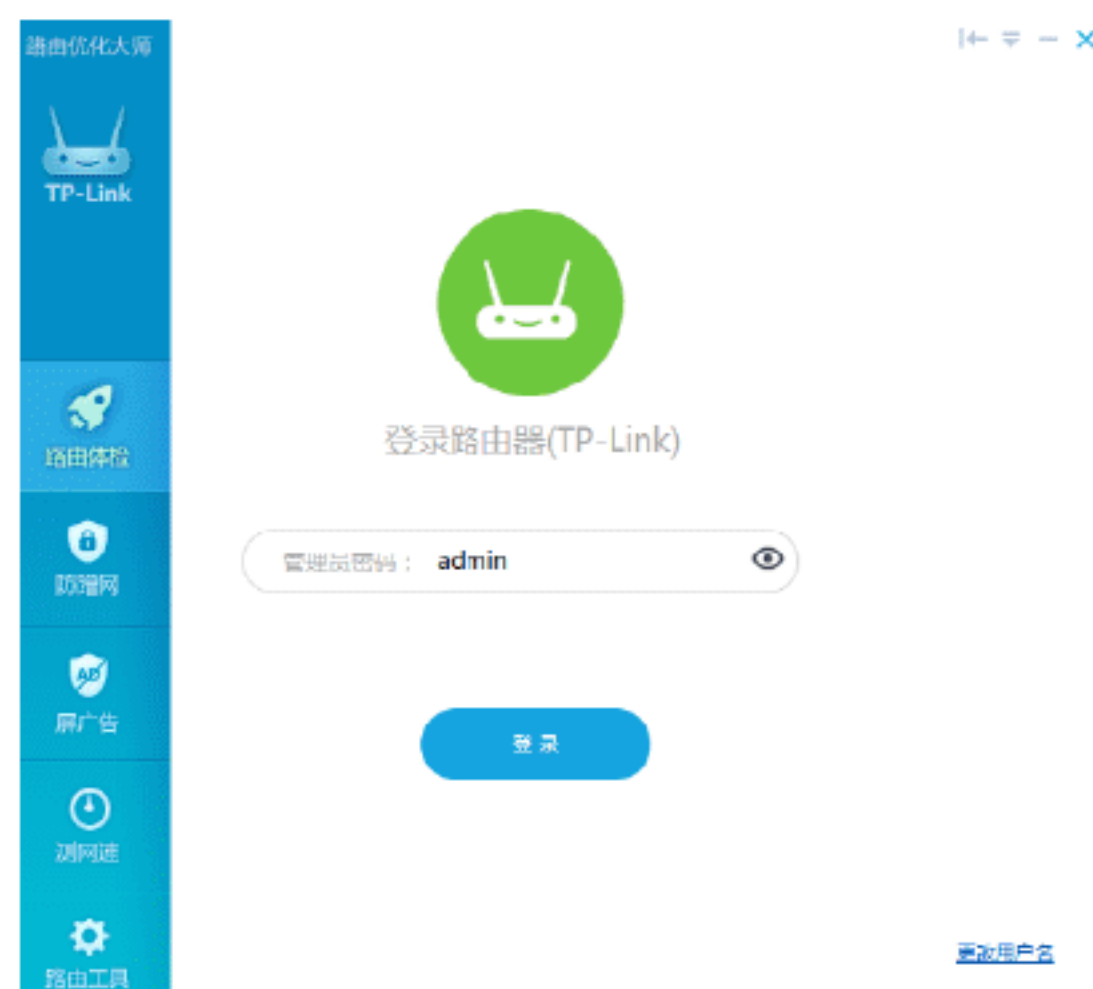 路由优化大师
TP-Link
路由体检
防蹭网
屏广告
测网速
路由工具
登录路由器(TP-Link)
管理员密码： admin
登 录
更改用户名